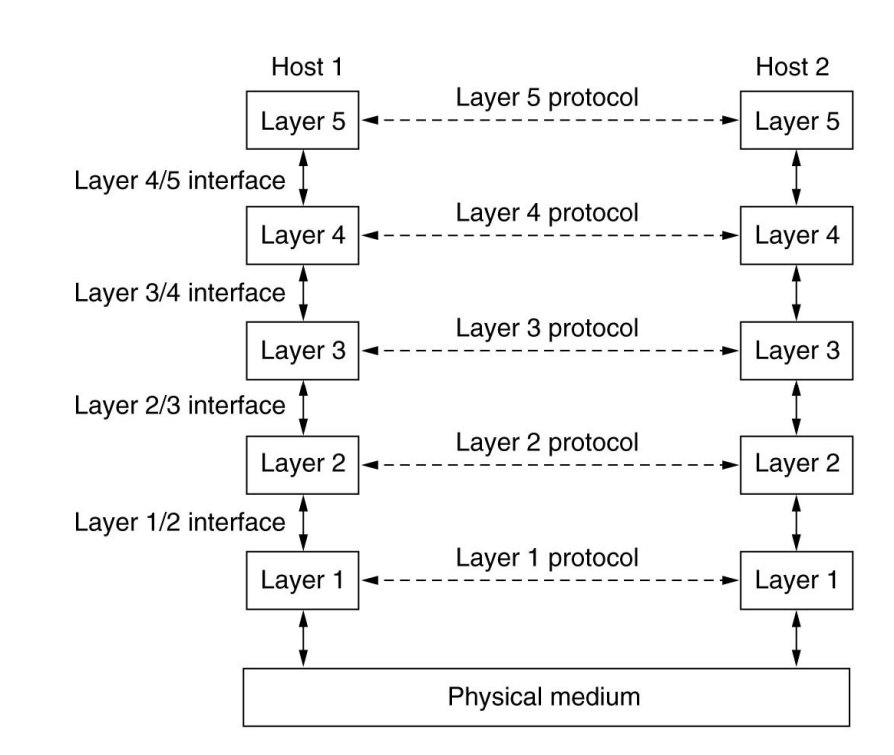 Host 1
Host 2
Layer 5 protocol
Layer 5
Layer 5
Layer 4/5 interface
Layer 4 protocol
Layer 4
Layer 4
Layer 3/4 interface
Layer 3 protocol
Layer 3
Layer 3
Layer 2/3 interface
Layer 2 protocol
Layer 2
Layer 2
Layer 1/2 interface
Layer 1 protocol
Layer 1
Layer 1
Physical medium